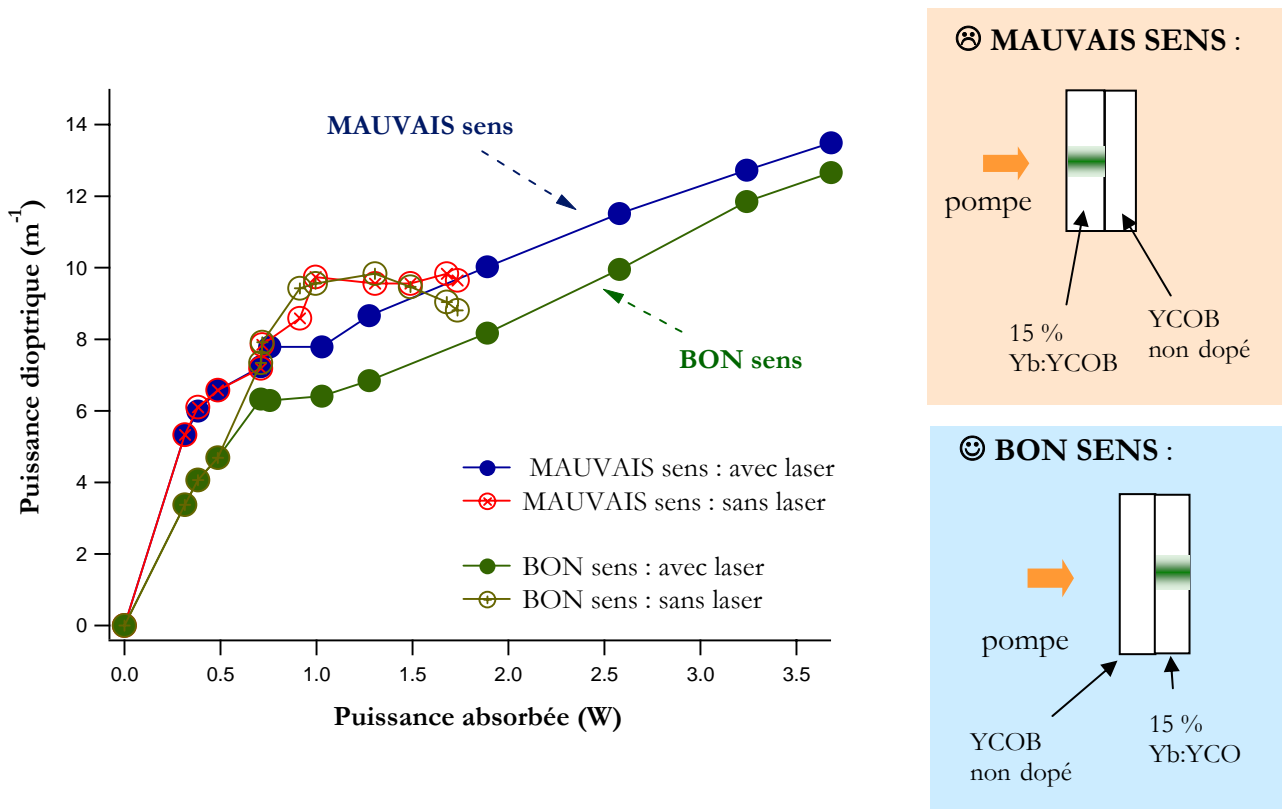 14
12
10
8
6
4
2
0
Puissance dioptrique (m⁻¹)
0.0 0.5 1.0 1.5 2.0 2.5 3.0 3.5
Puissance absorbée (W)
MAUVAIS
sens
BON
sens
MAUVAIS sens : avec laser
MAUVAIS sens : sans laser
BON sens : avec laser
BON sens : sans laser
☹ MAUVAIS SENS :
pompe
15 %
Yb:YCOB
YCOB
non dopé
☺ BON SENS :
pompe
YCOB
non dopé
15 %
Yb:YCO